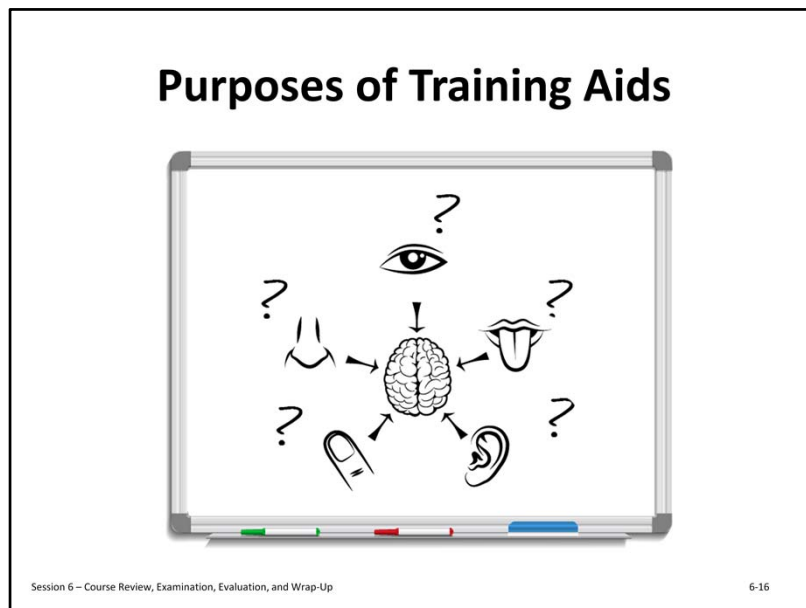 Purposes of Training Aids
?
? ?
? ?
Session 6 – Course Review, Examination, Evaluation, and Wrap-Up 6-16